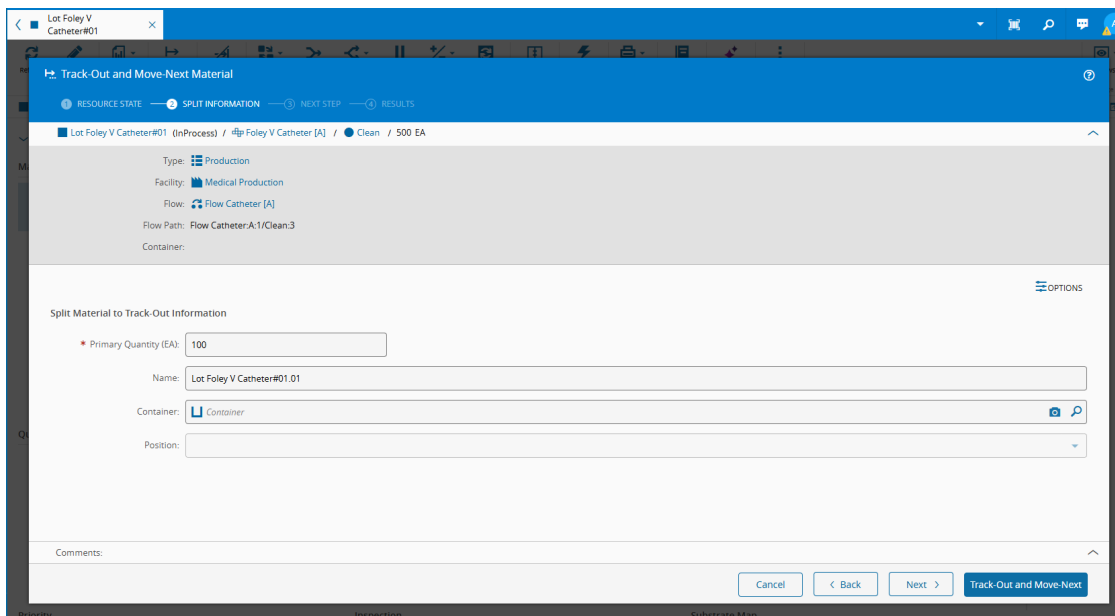 Lot Foley V
Catheter#01
Track-Out and Move-Next Material
1 RESOURCE STATE 2 SPLIT INFORMATION 3 NEXT STEP 4 RESULTS
Lot Foley V Catheter#01 (InProcess) / Foley V Catheter [A] / Clean / 500 EA
Type: Production
Facility: Medical Production
Flow: Flow Catheter [A]
Flow Path: Flow Catheter:A:1/Clean:3
Container:
OPTIONS
Split Material to Track-Out Information
* Primary Quantity (EA): 100
Name: Lot Foley V Catheter#01.01
Container: Container
Position:
Comments:
Cancel Back Next Track-Out and Move-Next
Priority Inspection Substrate Map